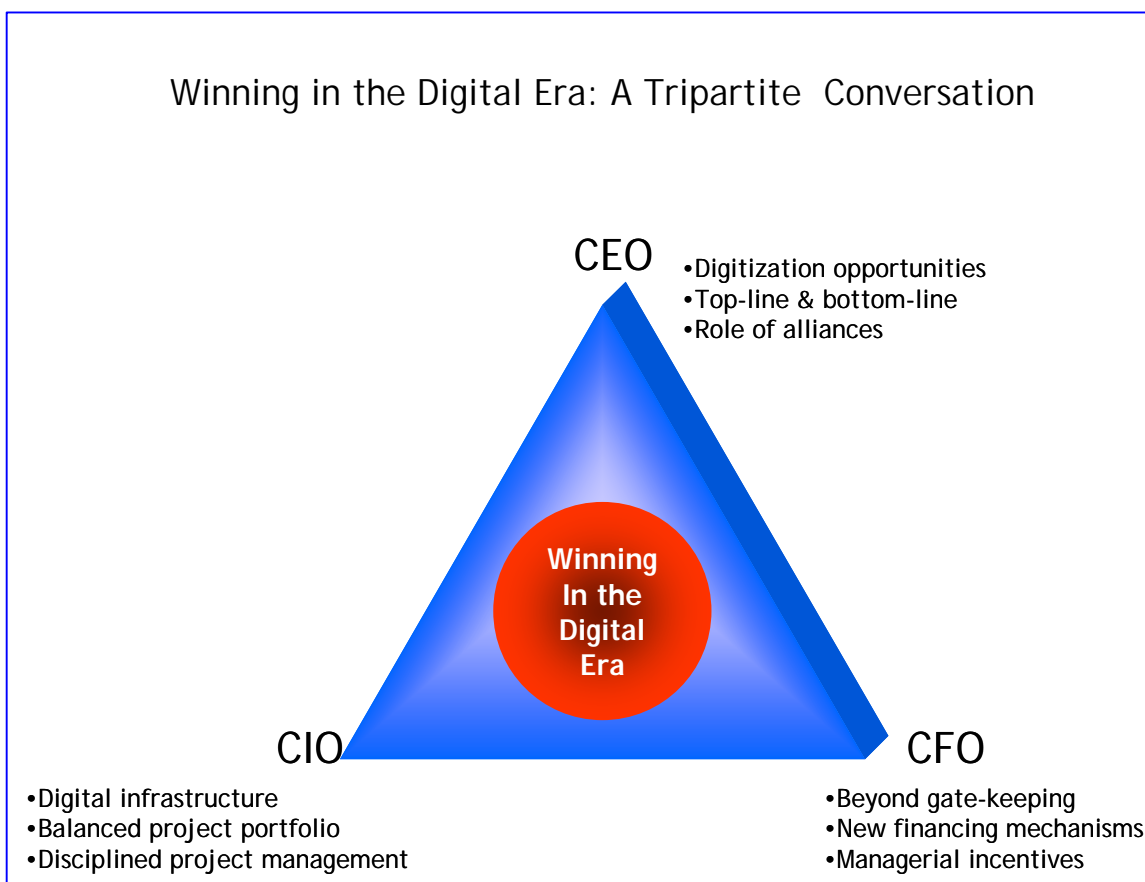 Winning in the Digital Era: A Tripartite Conversation
CEO
•Digitization opportunities
•Top-line & bottom-line
•Role of alliances
Winning
In the
Digital
Era
CIO
•Digital infrastructure
•Balanced project portfolio
•Disciplined project management
CFO
•Beyond gate-keeping
•New financing mechanisms
•Managerial incentives